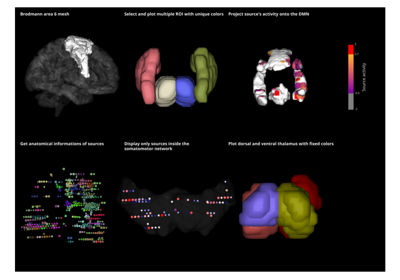 Brodmann area 6 mesh
Select and plot multiple ROI with unique colors
Project source's activity onto the DMN
Source activity
Get anatomical informations of sources
Display only sources inside the
somatomotor network
Plot dorsal and ventral thalamus with fixed colors